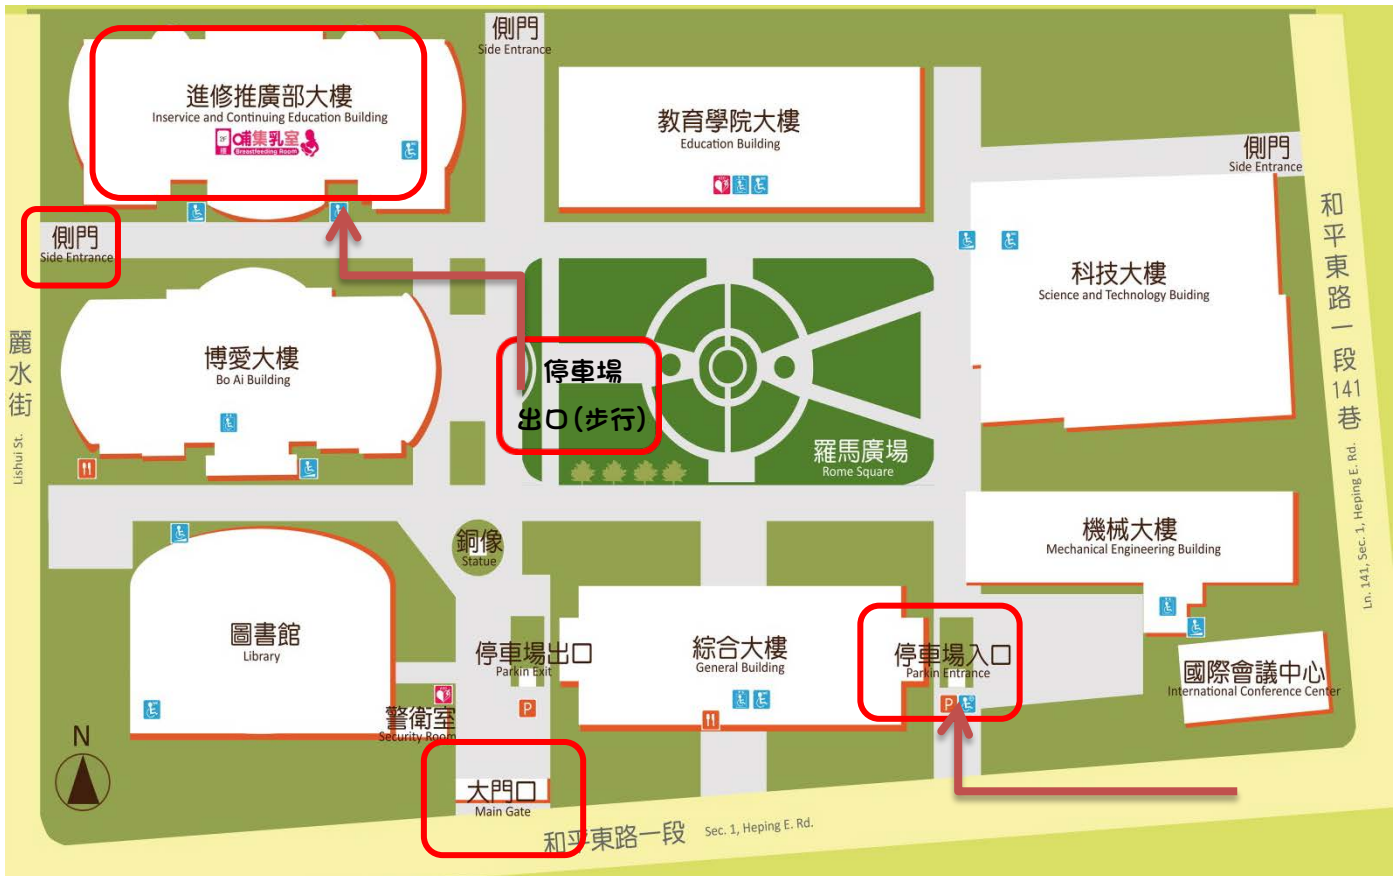 側門
Side Entrance
進修推廣部大樓
Inservice and Continuing Education Building
哺集乳室
Breastfeeding Room
教育學院大樓
Education Building
側門
Side Entrance
側門
Side Entrance
科技大樓
Science and Technology Buiding
和平東路一段141巷
Ln. 141, Sec. 1, Heping E. Rd.
麗水街
Lishui St.
博愛大樓
Bo Ai Building
停車場
出口(步行)
羅馬廣場
Rome Square
銅像
Statue
機械大樓
Mechanical Engineering Building
圖書館
Library
停車場出口
Parkin Exit
P
綜合大樓
General Building
停車場入口
Parkin Entrance
P
國際會議中心
International Conference Center
警衛室
Security Room
N
大門口
Main Gate
和平東路一段
Sec. 1, Heping E. Rd.